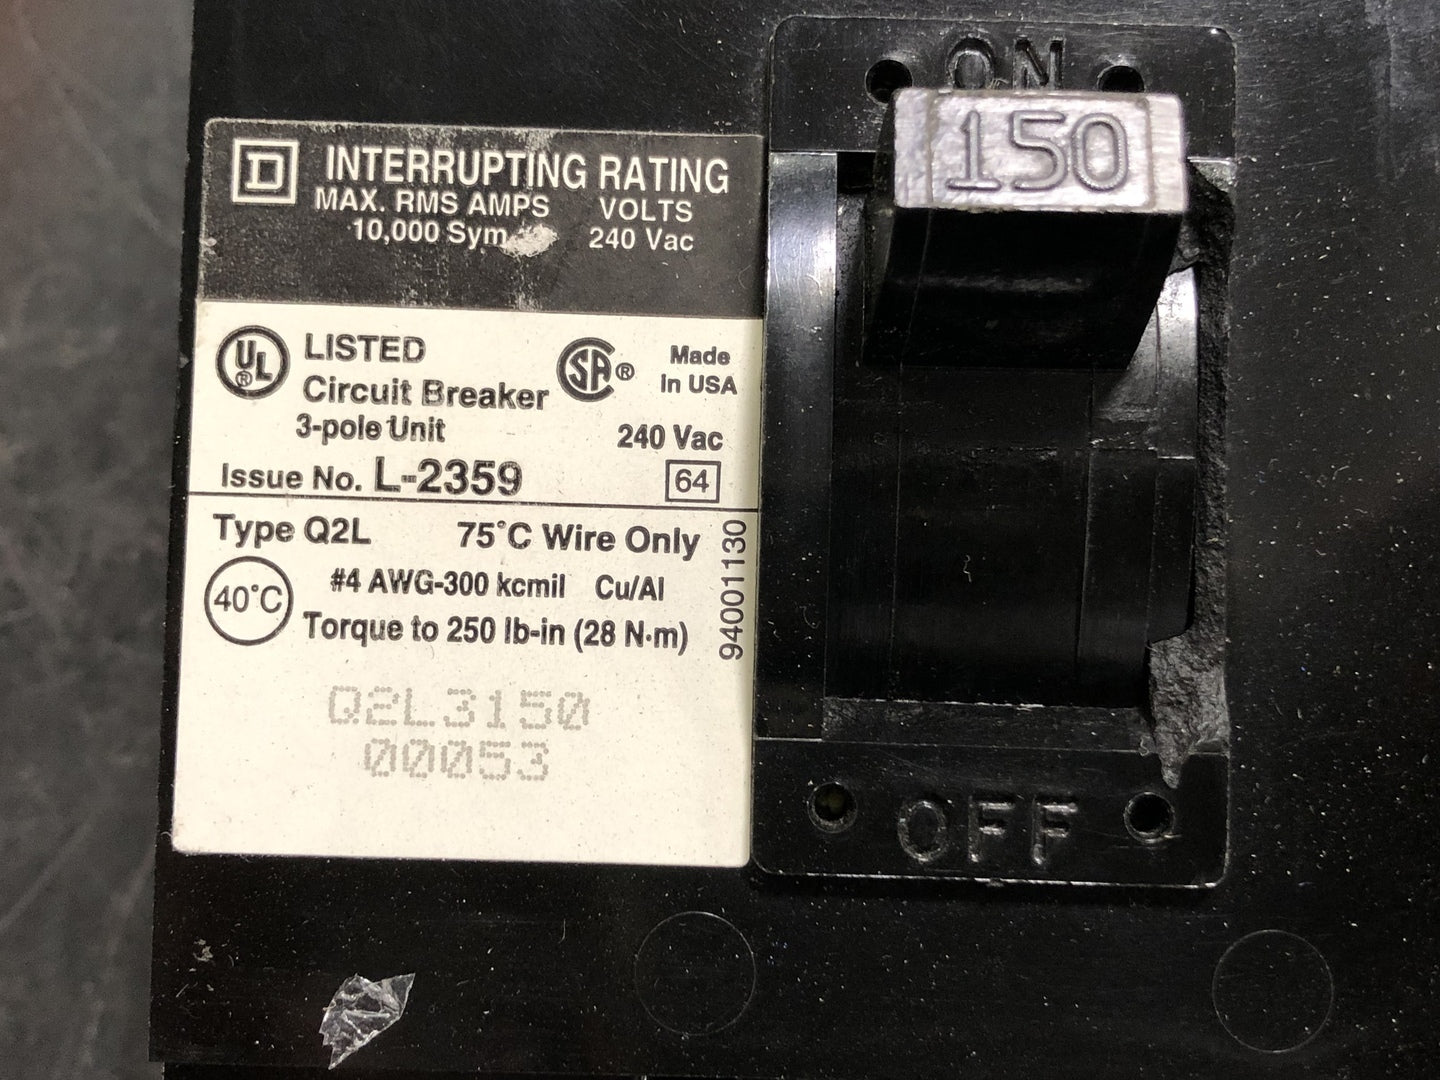 D INTERRUPTING RATING
MAX. RMS AMPS VOLTS
10,000 Sym. 240 Vac
UL® LISTED
Circuit Breaker
3-pole Unit
SA® Made
In USA
240 Vac
Issue No. L-2359
64
Type Q2L 75°C Wire Only
40°C #4 AWG-300 kcmil Cu/Al
Torque to 250 lb-in (28 N·m)
94001130
Q2L3150
00053
ON
150
OFF